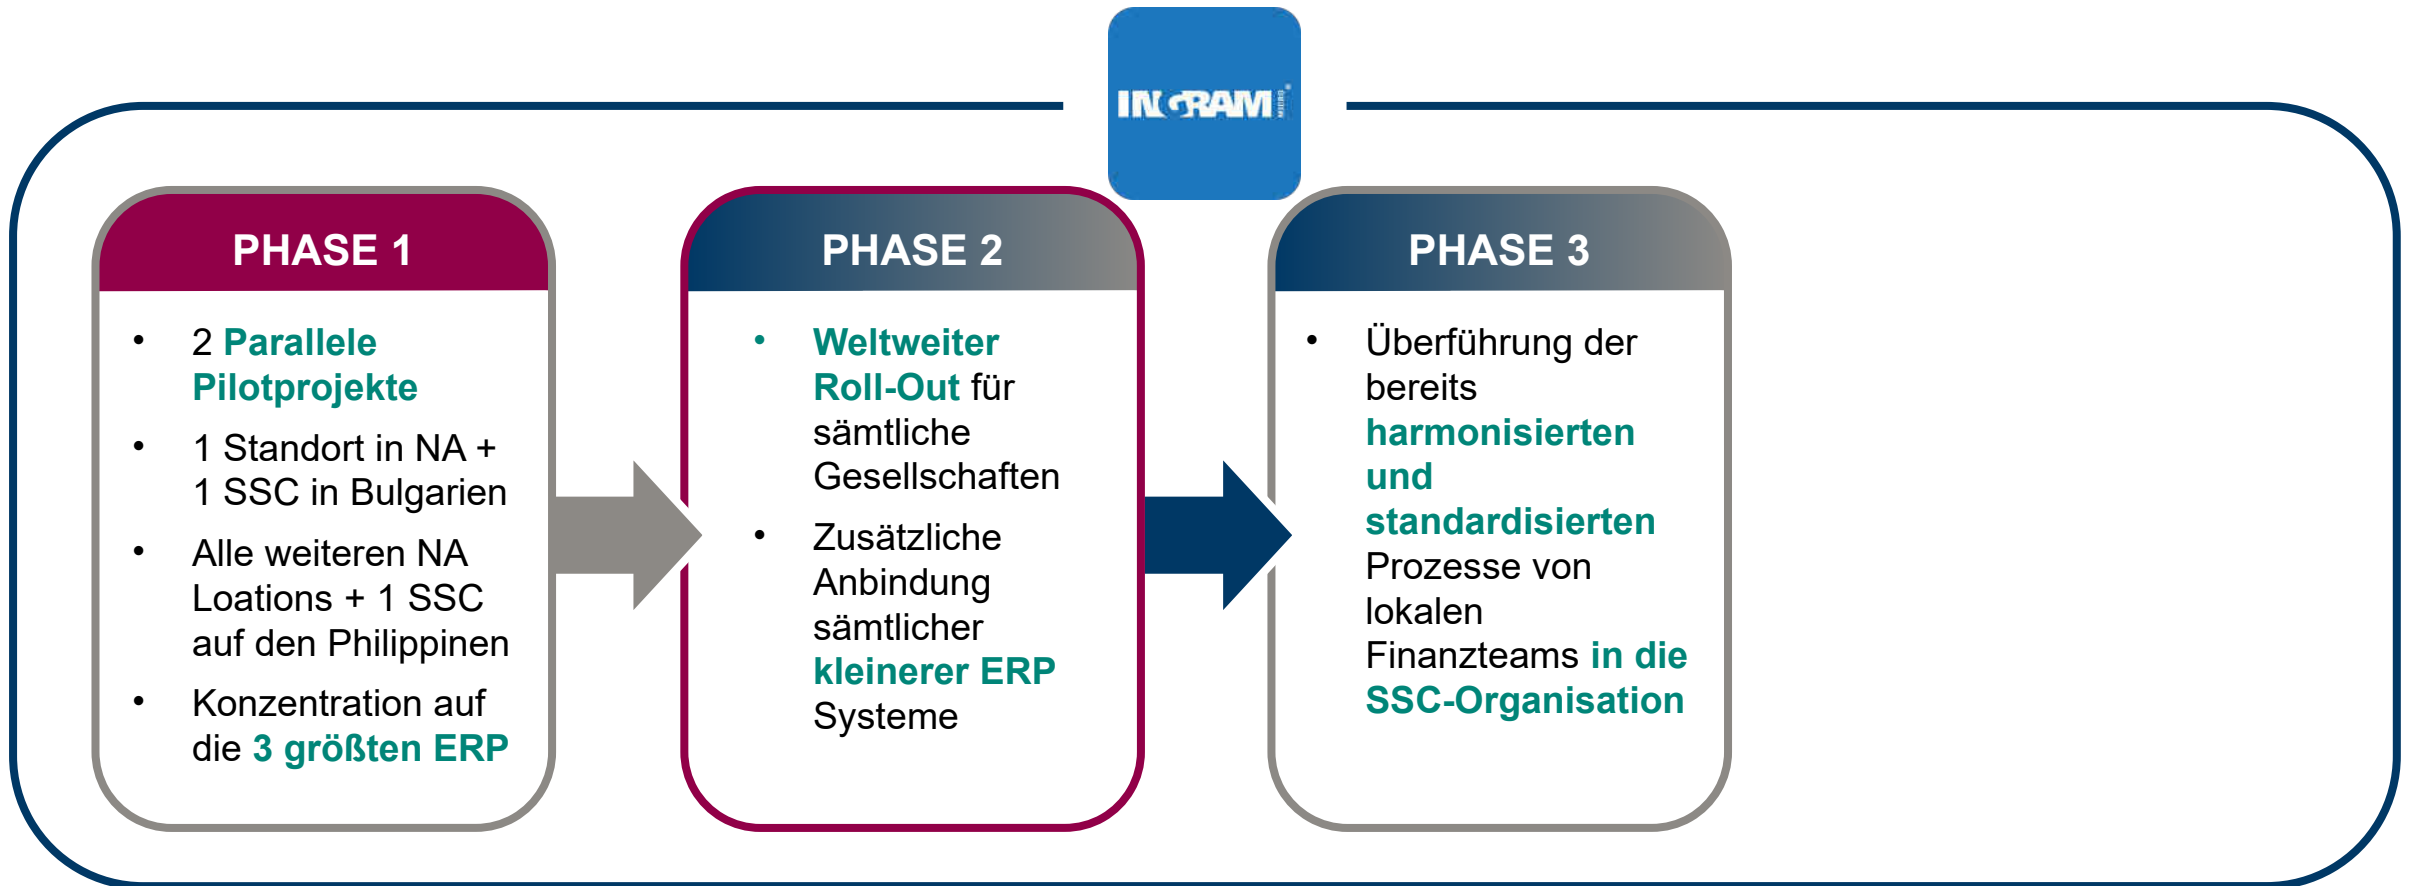 INGRAM MICRO®
PHASE 1
• 2 Parallele
Pilotprojekte
• 1 Standort in NA +
1 SSC in Bulgarien
• Alle weiteren NA
Loations + 1 SSC
auf den Philippinen
• Konzentration auf
die 3 größten ERP
PHASE 2
• Weltweiter
Roll-Out für
sämtliche
Gesellschaften
• Zusätzliche
Anbindung
sämtlicher
kleinerer ERP
Systeme
PHASE 3
• Überführung der
bereits
harmonisierten
und
standardisierten
Prozesse von
lokalen
Finanzteams in die
SSC-Organisation